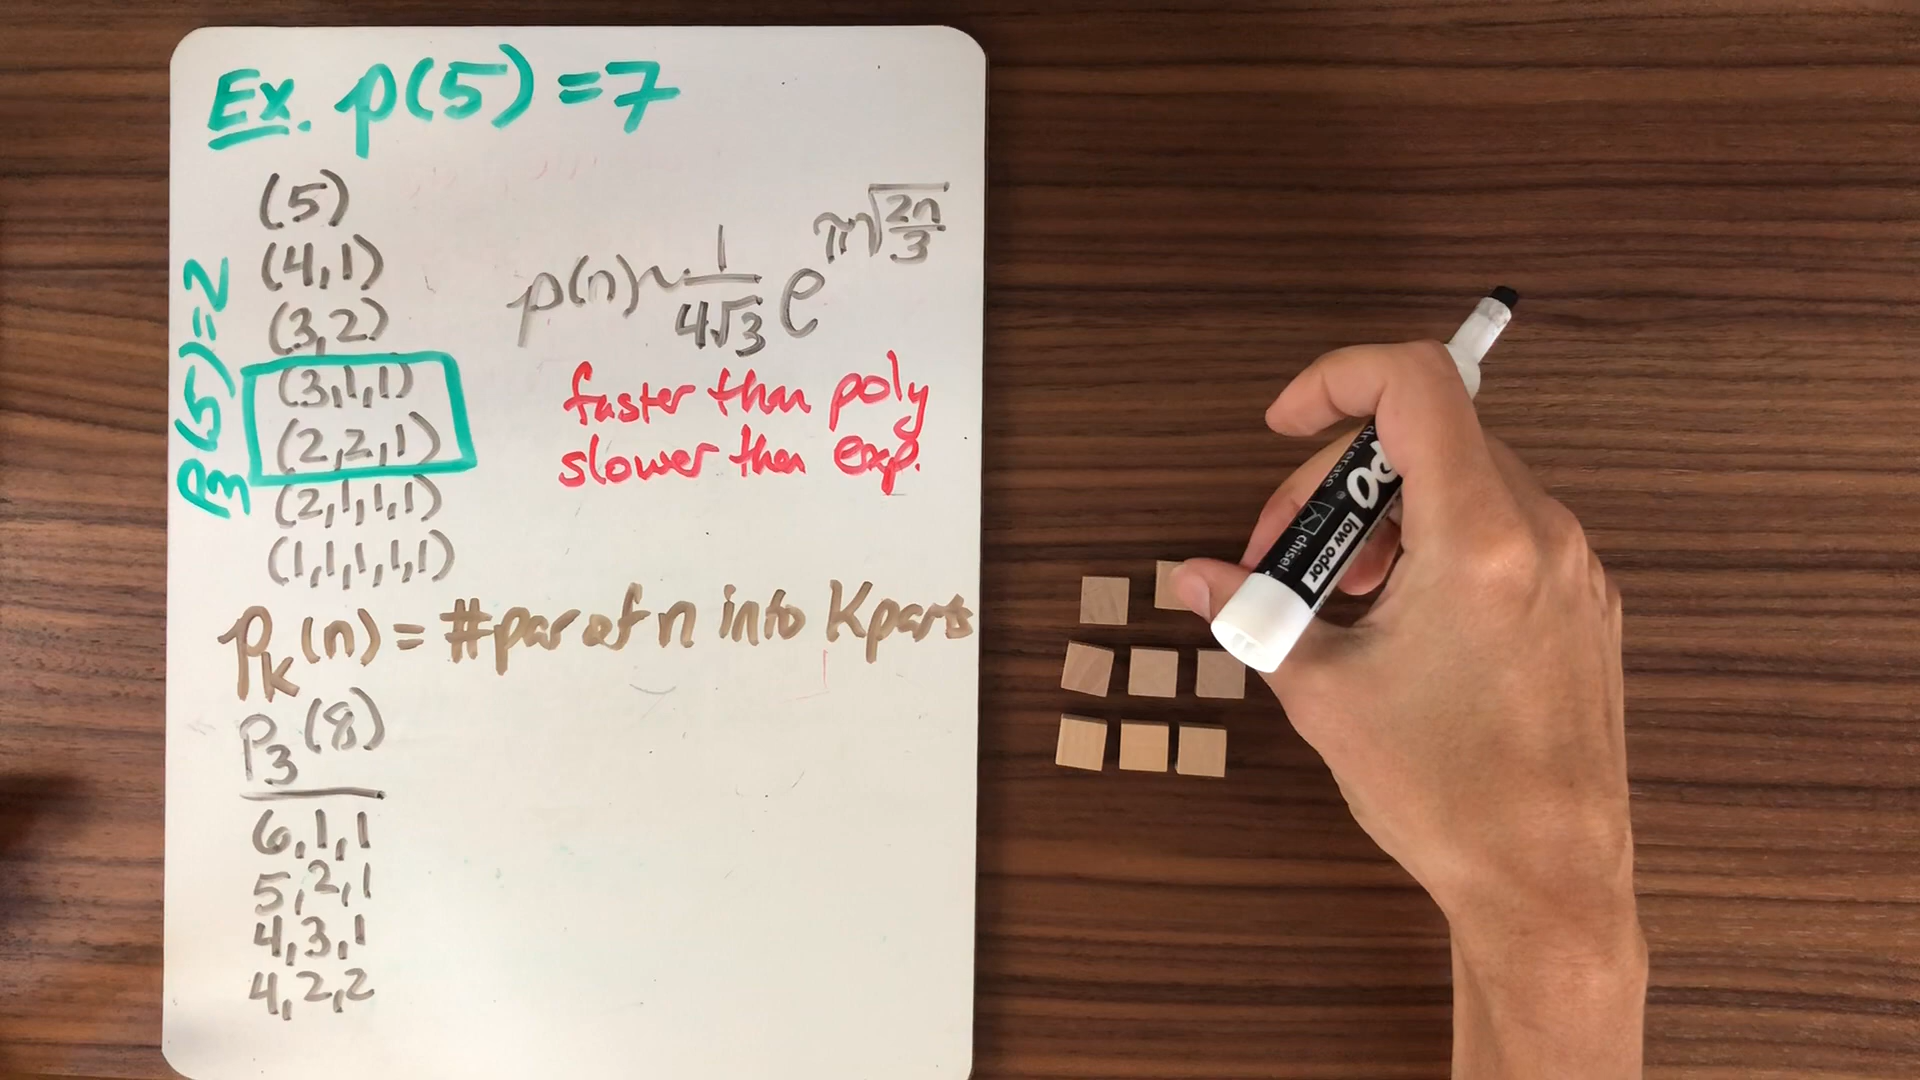 Ex. p(5)=7
(5)
(4,1)
(3,2)
(3,1,1)
(2,2,1)
(2,1,1,1)
(1,1,1,1,1)
P3(5)=2
p(n)~ 1/4√3 e^π√2n/3
faster than poly
slower then exp.
Pk(n) = #par of n into K parts
P3(8)
6,1,1
5,2,1
4,3,1
4,2,2
dry erase
low odor
chisel